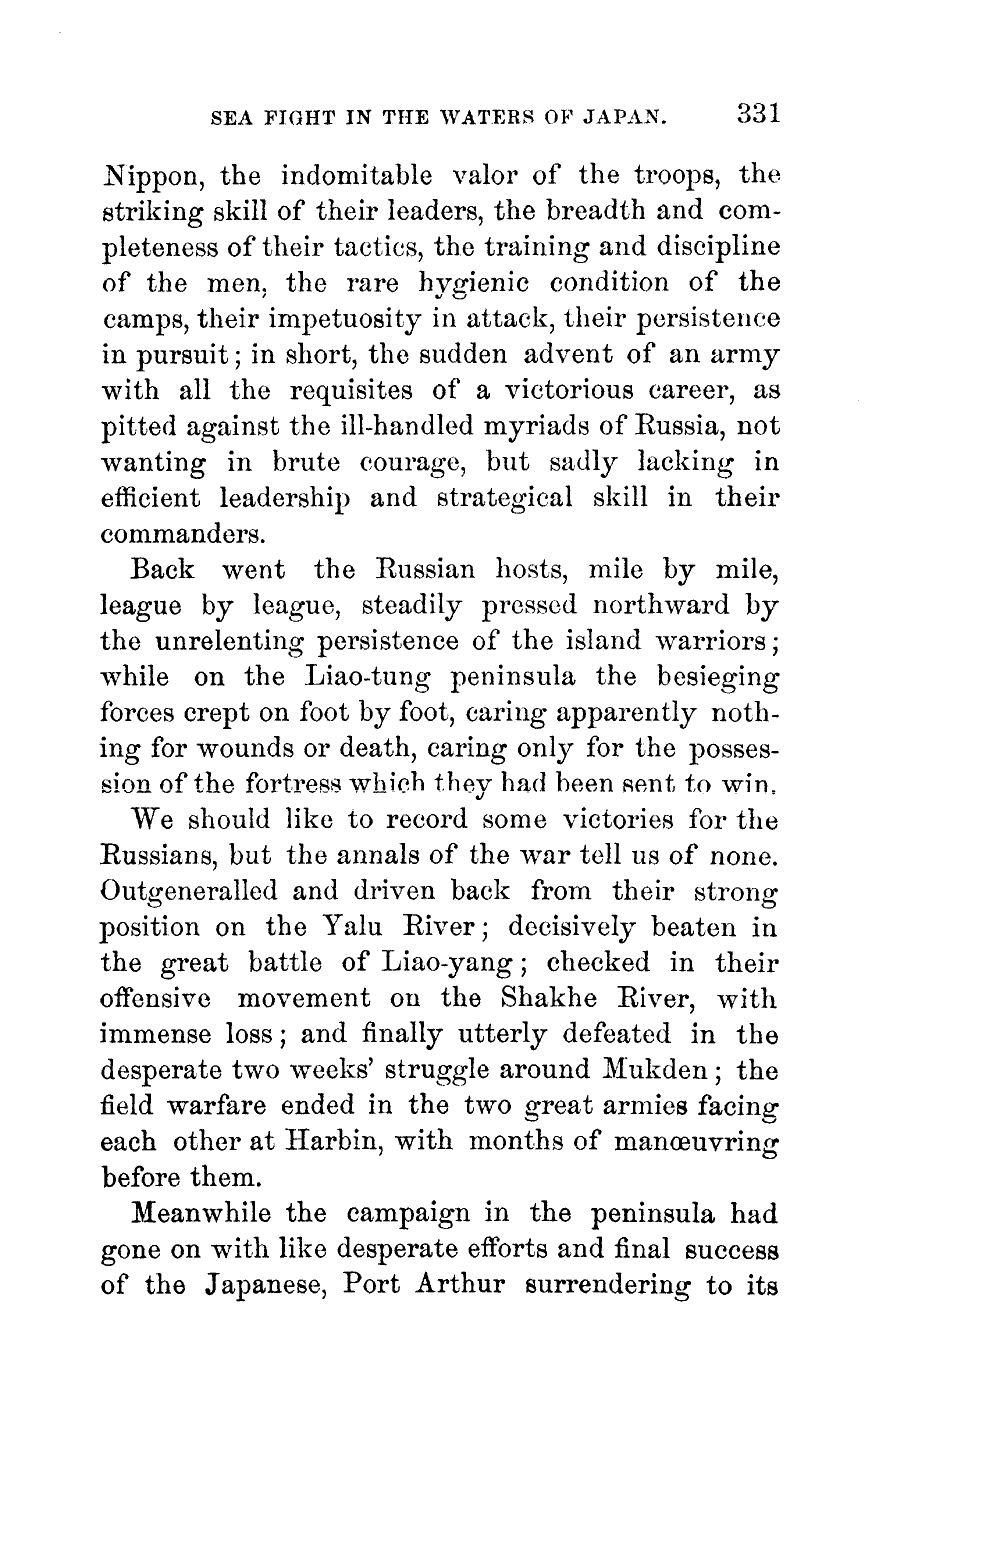 SEA FIGHT IN THE WATERS OF JAPAN. 331
Nippon, the indomitable valor of the troops, the
striking skill of their leaders, the breadth and com-
pleteness of their tactics, the training and discipline
of the men, the rare hygienic condition of the
camps, their impetuosity in attack, their persistence
in pursuit; in short, the sudden advent of an army
with all the requisites of a victorious career, as
pitted against the ill-handled myriads of Russia, not
wanting in brute courage, but sadly lacking in
efficient leadership and strategical skill in their
commanders.
Back went the Russian hosts, mile by mile,
league by league, steadily pressed northward by
the unrelenting persistence of the island warriors;
while on the Liao-tung peninsula the besieging
forces crept on foot by foot, caring apparently noth-
ing for wounds or death, caring only for the posses-
sion of the fortress which they had been sent to win.
We should like to record some victories for the
Russians, but the annals of the war tell us of none.
Outgeneralled and driven back from their strong
position on the Yalu River; decisively beaten in
the great battle of Liao-yang; checked in their
offensive movement on the Shakhe River, with
immense loss; and finally utterly defeated in the
desperate two weeks' struggle around Mukden; the
field warfare ended in the two great armies facing
each other at Harbin, with months of manœuvring
before them.
Meanwhile the campaign in the peninsula had
gone on with like desperate efforts and final success
of the Japanese, Port Arthur surrendering to its